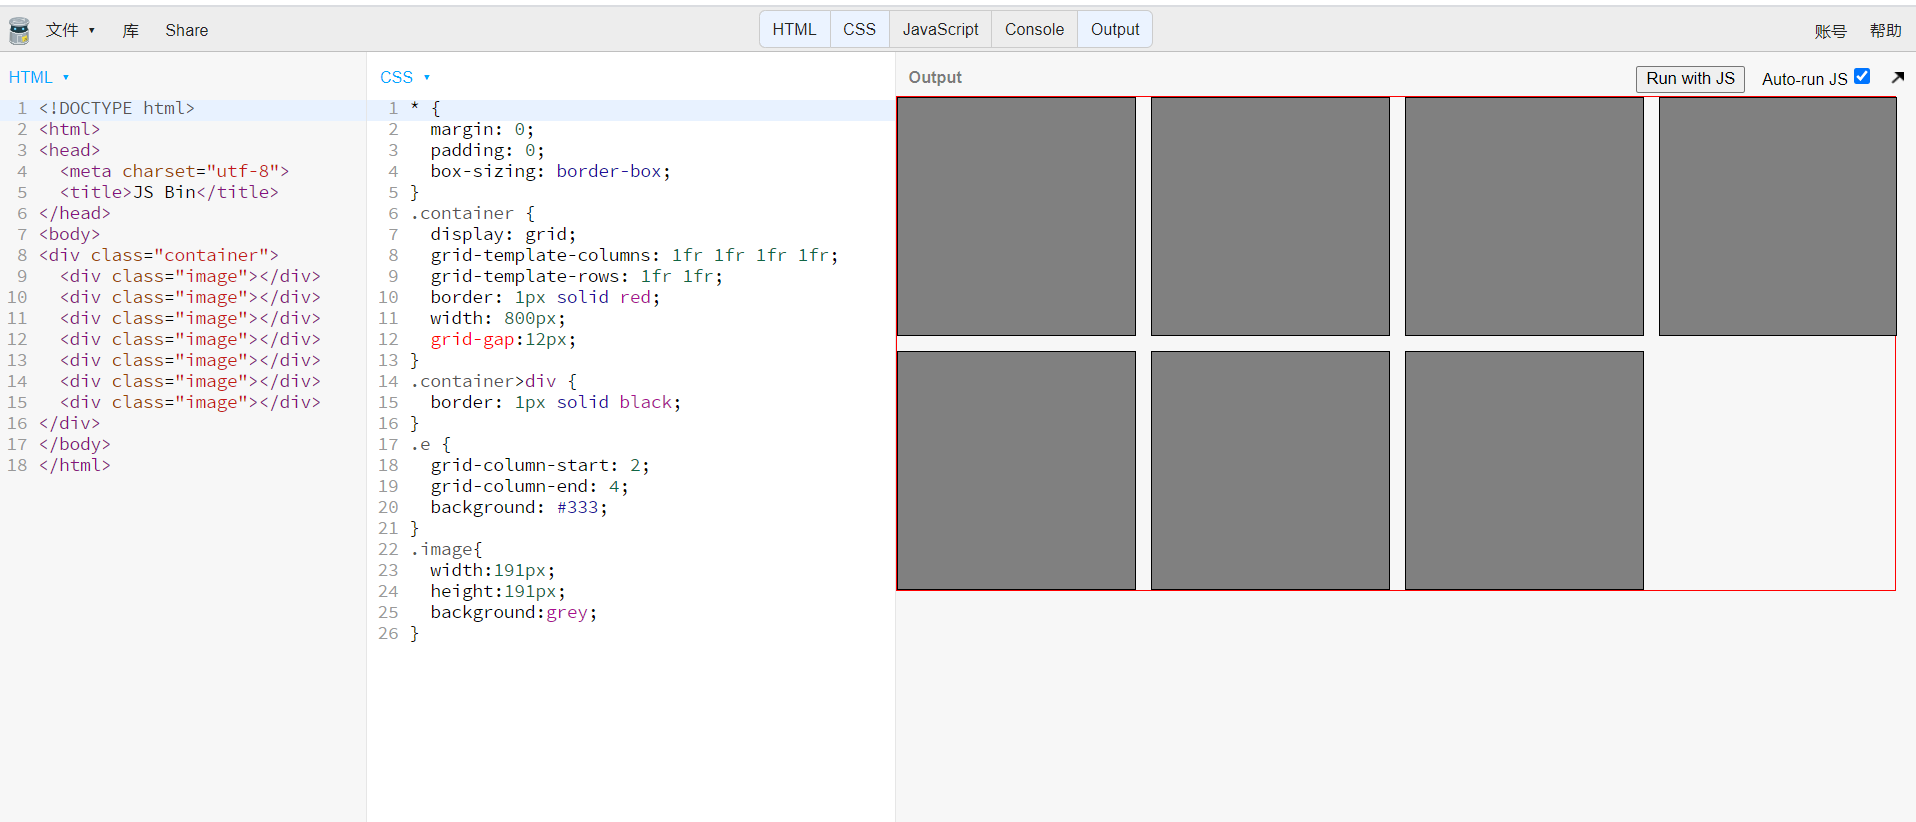 文件 ▾ 库 Share HTML CSS JavaScript Console Output 账号 帮助
HTML ▾
1 <!DOCTYPE html>
2 <html>
3 <head>
4   <meta charset="utf-8">
5   <title>JS Bin</title>
6 </head>
7 <body>
8 <div class="container">
9   <div class="image"></div>
10   <div class="image"></div>
11   <div class="image"></div>
12   <div class="image"></div>
13   <div class="image"></div>
14   <div class="image"></div>
15   <div class="image"></div>
16 </div>
17 </body>
18 </html>
CSS ▾
1 * {
2   margin: 0;
3   padding: 0;
4   box-sizing: border-box;
5 }
6 .container {
7   display: grid;
8   grid-template-columns: 1fr 1fr 1fr 1fr;
9   grid-template-rows: 1fr 1fr;
10   border: 1px solid red;
11   width: 800px;
12   grid-gap:12px;
13 }
14 .container>div {
15   border: 1px solid black;
16 }
17 .e {
18   grid-column-start: 2;
19   grid-column-end: 4;
20   background: #333;
21 }
22 .image{
23   width:191px;
24   height:191px;
25   background:grey;
26 }
Output Run with JS Auto-run JS